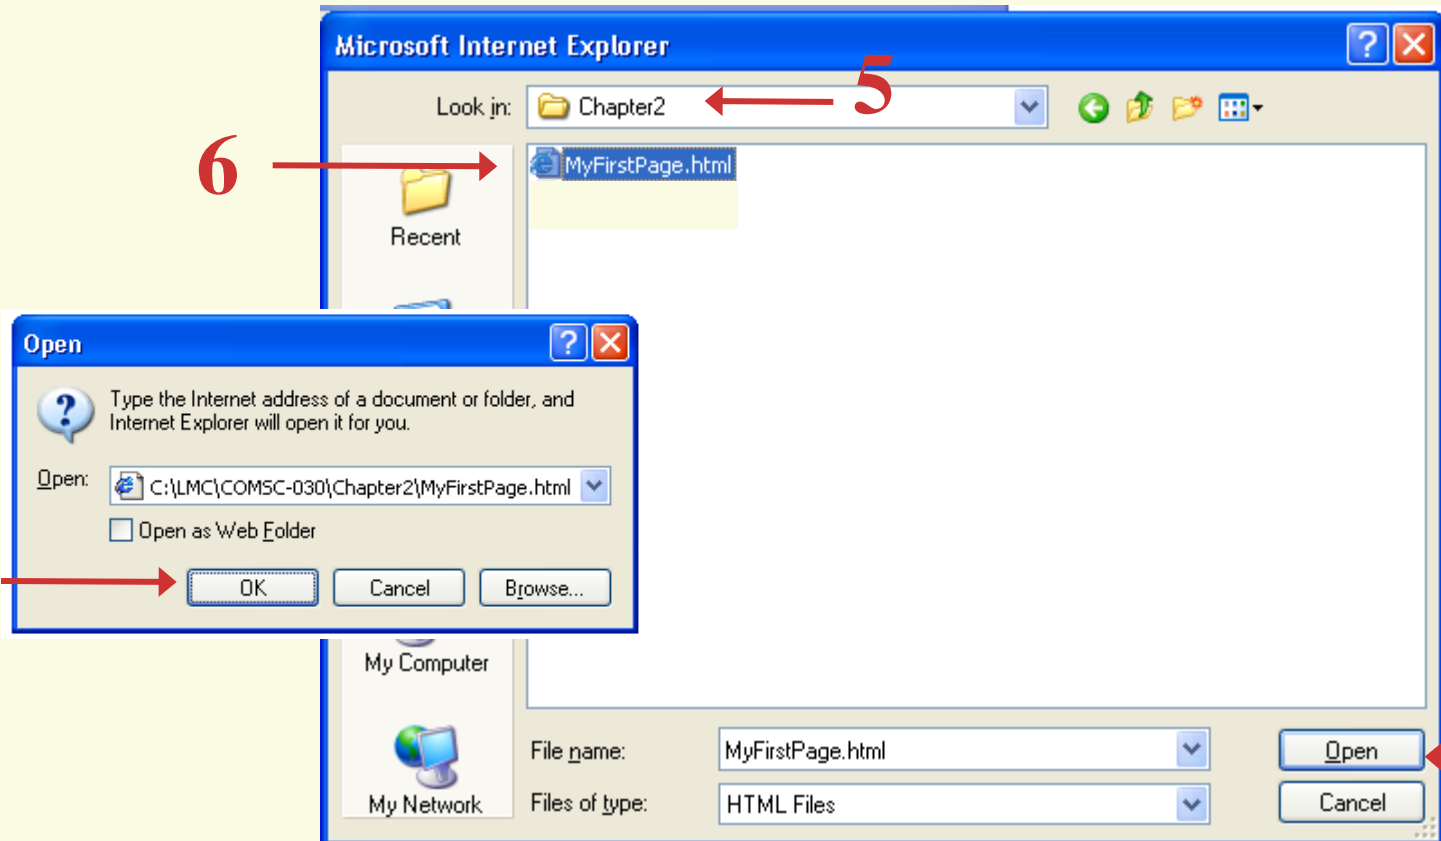 Microsoft Internet Explorer
5
Look in: Chapter2
6
MyFirstPage.html
Recent
Open
Type the Internet address of a document or folder, and
Internet Explorer will open it for you.
Open: C:\LMC\COMSC-030\Chapter2\MyFirstPage.html
Open as Web Folder
OK Cancel Browse...
My Computer
File name: MyFirstPage.html Open
My Network Files of type: HTML Files Cancel